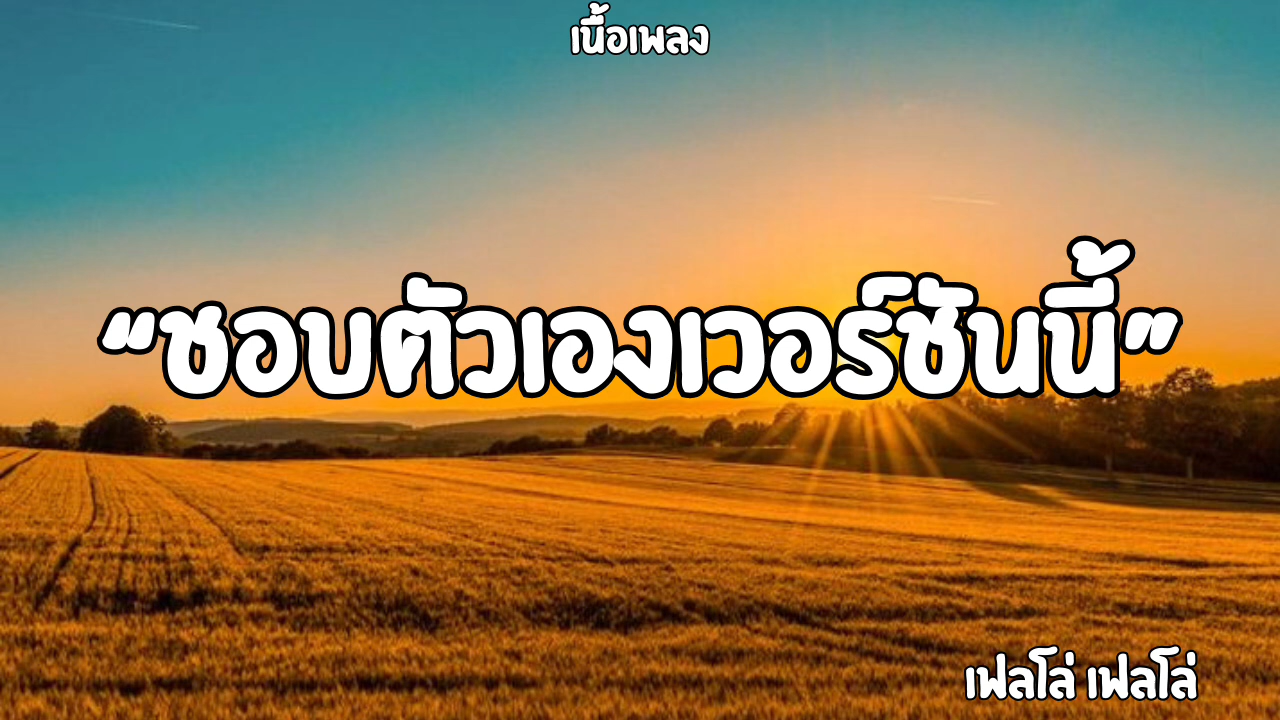 เนื้อเพลง
“ชอบตัวเองเวอร์ชันนี้”
เฟลโล่ เฟลโล่